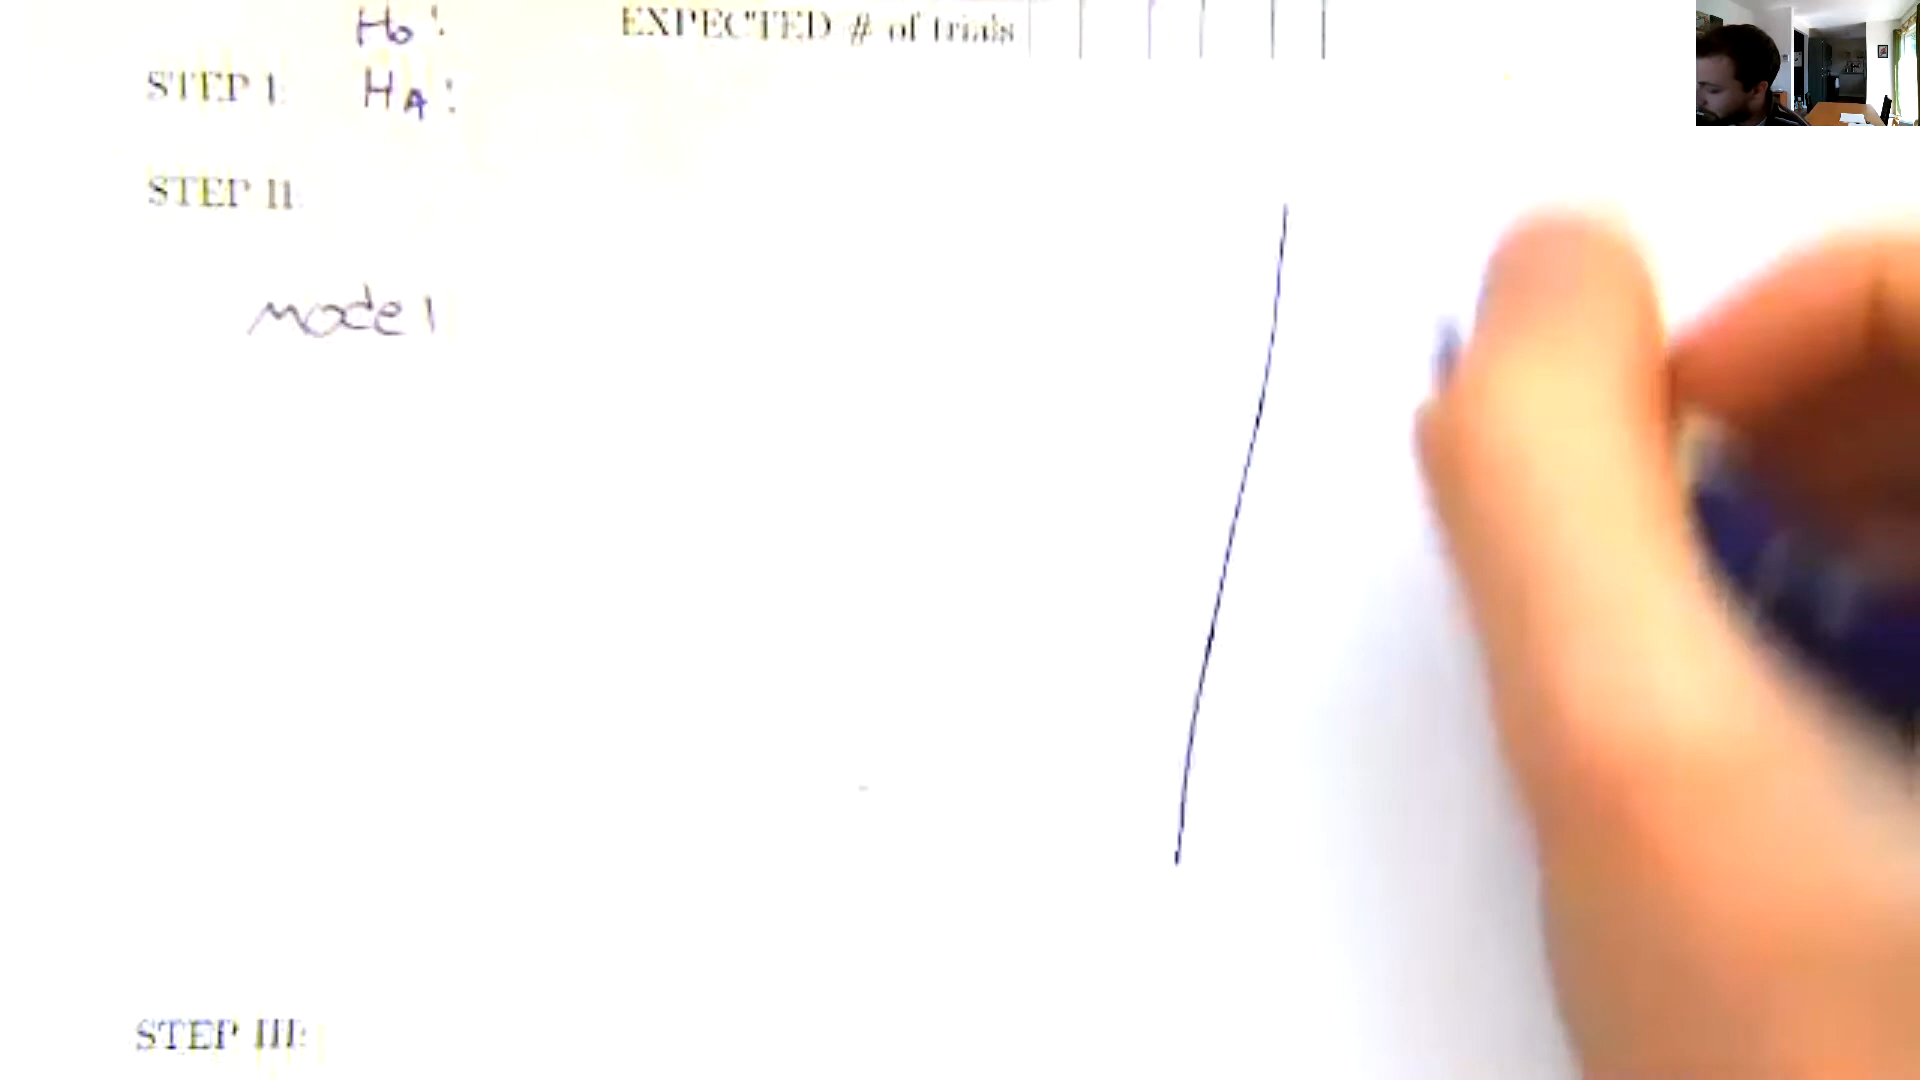 H₀: EXPECTED # of trials
STEP I: HA:
STEP II:
model
STEP III: